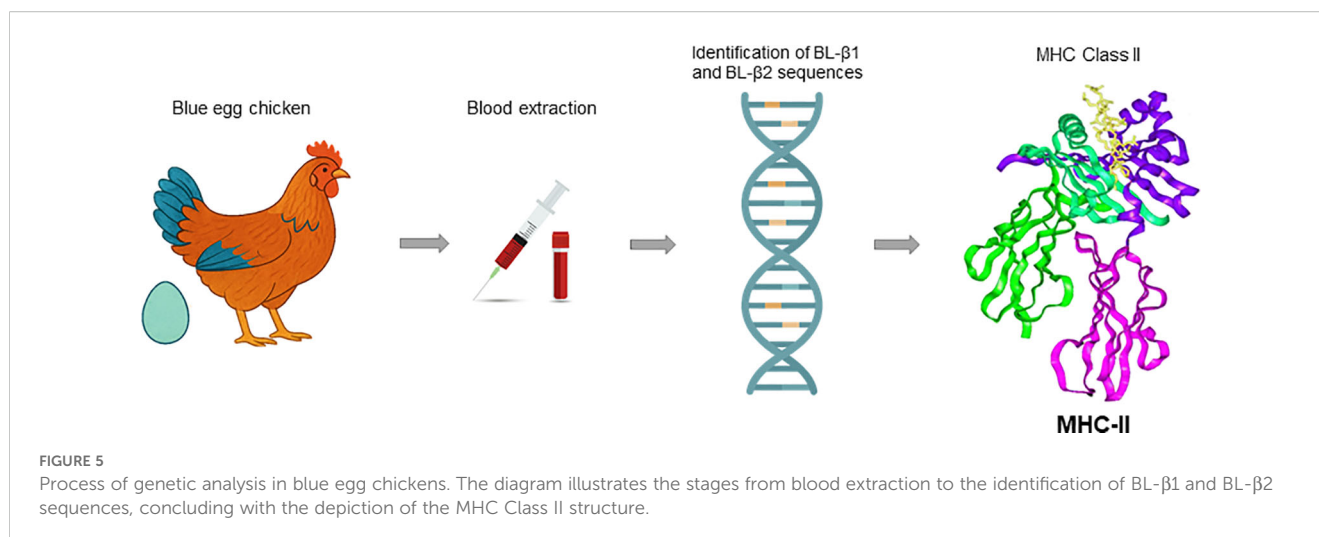 Blue egg chicken
Blood extraction
Identification of BL-β1
and BL-β2 sequences
MHC Class II
MHC-II
FIGURE 5
Process of genetic analysis in blue egg chickens. The diagram illustrates the stages from blood extraction to the identification of BL-β1 and BL-β2
sequences, concluding with the depiction of the MHC Class II structure.